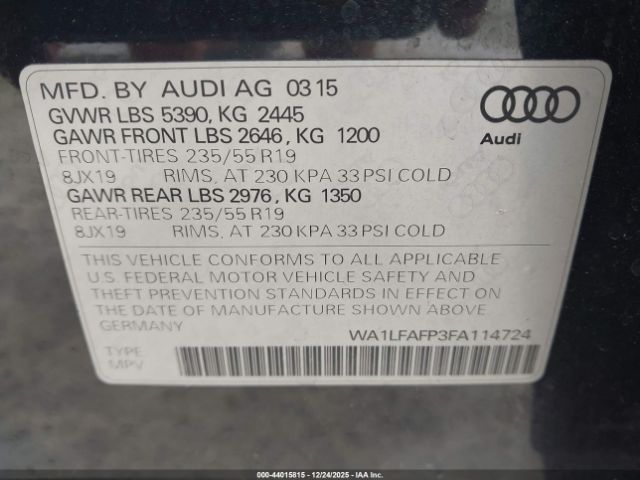 MFD. BY AUDI AG 03 15
GVWR LBS 5390, KG 2445
GAWR FRONT LBS 2646, KG 1200
FRONT-TIRES 235/55 R19
8JX19 RIMS, AT 230 KPA 33 PSI COLD
GAWR REAR LBS 2976, KG 1350
REAR-TIRES 235/55 R19
8JX19 RIMS, AT 230 KPA 33 PSI COLD
Audi
THIS VEHICLE CONFORMS TO ALL APPLICABLE
U.S. FEDERAL MOTOR VEHICLE SAFETY AND
THEFT PREVENTION STANDARDS IN EFFECT ON
THE DATE OF MANUFACTURE SHOWN ABOVE.
GERMANY
WA1LFAFP3FA114724
TYPE
MPV
000-44015815 - 12/24/2025 - IAA Inc.